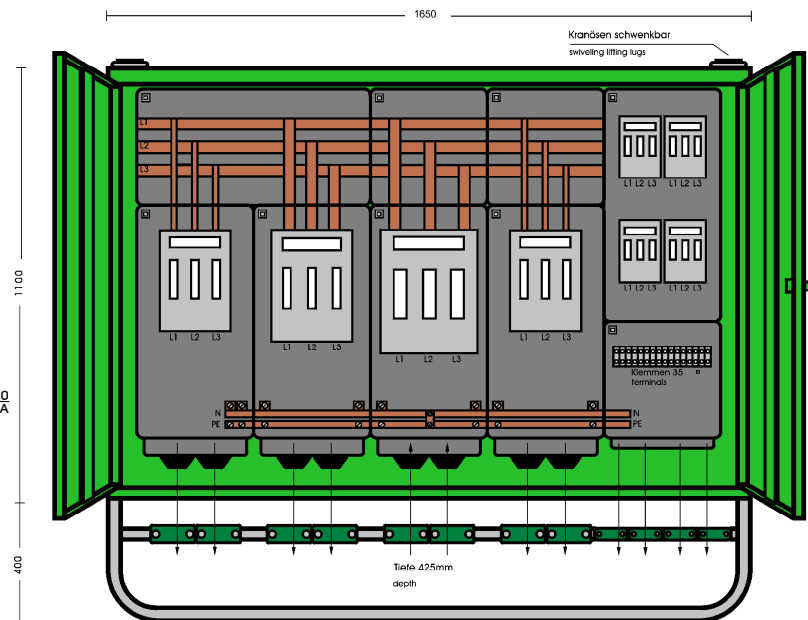 1650
Kranösen schwenkbar
swiveling lifting lugs
L1
L2
L3
L1 L2 L3 L1 L2 L3
1100
L1 L2 L3 L1 L2 L3
L1 L2 L3
L1 L2 L3
L1 L2 L3
L1 L2 L3
Klemmen 35
terminals
0
A
N
N
PE
PE
400
Tiefe 425mm
depth